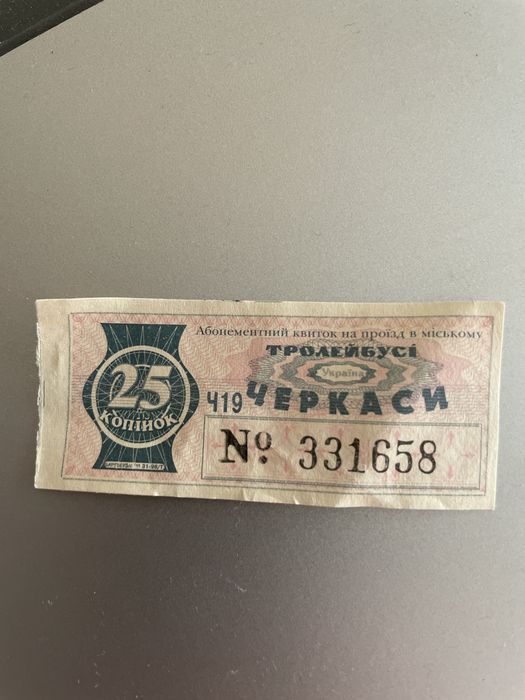 Абонементний квиток на проїзд в міському
ТРОЛЕЙБУСІ
Україна
25
КОПІЙОК
Ч19 ЧЕРКАСИ
№ 331658